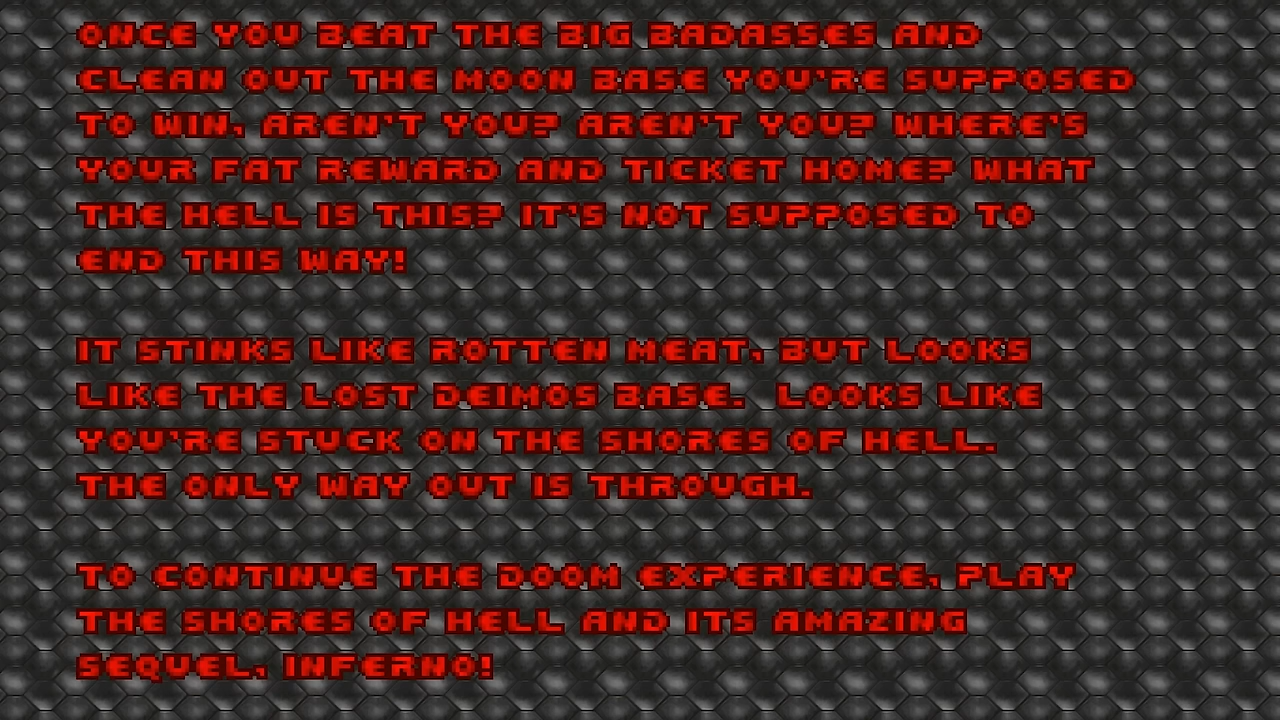 ONCE YOU BEAT THE BIG BADASSES AND
CLEAN OUT THE MOON BASE YOU'RE SUPPOSED
TO WIN, AREN'T YOU? AREN'T YOU? WHERE'S
YOUR FAT REWARD AND TICKET HOME? WHAT
THE HELL IS THIS? IT'S NOT SUPPOSED TO
END THIS WAY!
IT STINKS LIKE ROTTEN MEAT, BUT LOOKS
LIKE THE LOST DEIMOS BASE.  LOOKS LIKE
YOU'RE STUCK ON THE SHORES OF HELL.
THE ONLY WAY OUT IS THROUGH.
TO CONTINUE THE DOOM EXPERIENCE, PLAY
THE SHORES OF HELL AND ITS AMAZING
SEQUEL, INFERNO!